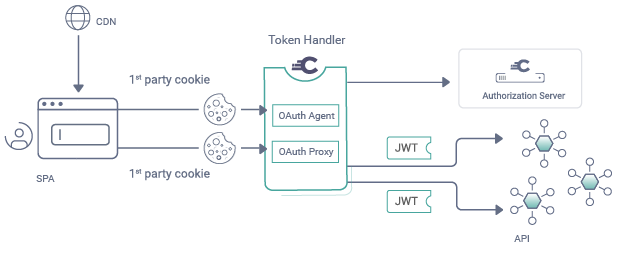 CDN
Token Handler
1st party cookie
OAuth Agent
Authorization Server
OAuth Proxy
JWT
1st party cookie
SPA
JWT
API